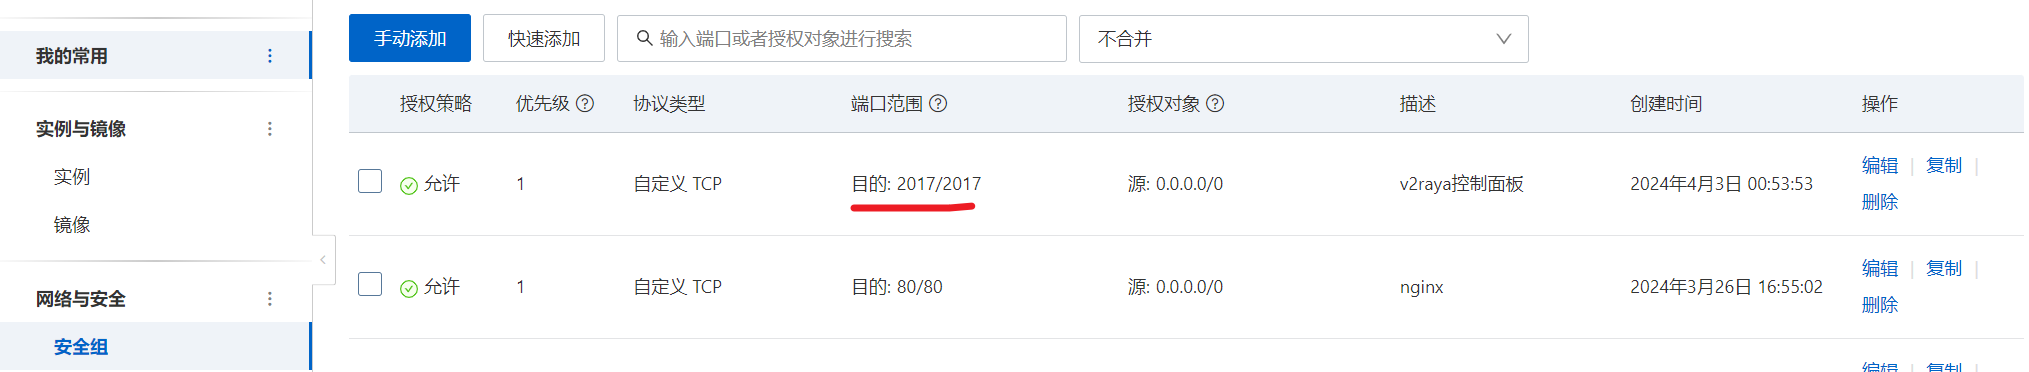 我的常用
实例与镜像
实例
镜像
网络与安全
安全组
手动添加 快速添加 输入端口或者授权对象进行搜索 不合并
授权策略 优先级 协议类型 端口范围 授权对象 描述 创建时间 操作
允许 1 自定义 TCP 目的: 2017/2017 源: 0.0.0.0/0 v2raya控制面板 2024年4月3日 00:53:53 编辑 | 复制 |
删除
允许 1 自定义 TCP 目的: 80/80 源: 0.0.0.0/0 nginx 2024年3月26日 16:55:02 编辑 | 复制 |
删除
编辑 | 复制 |